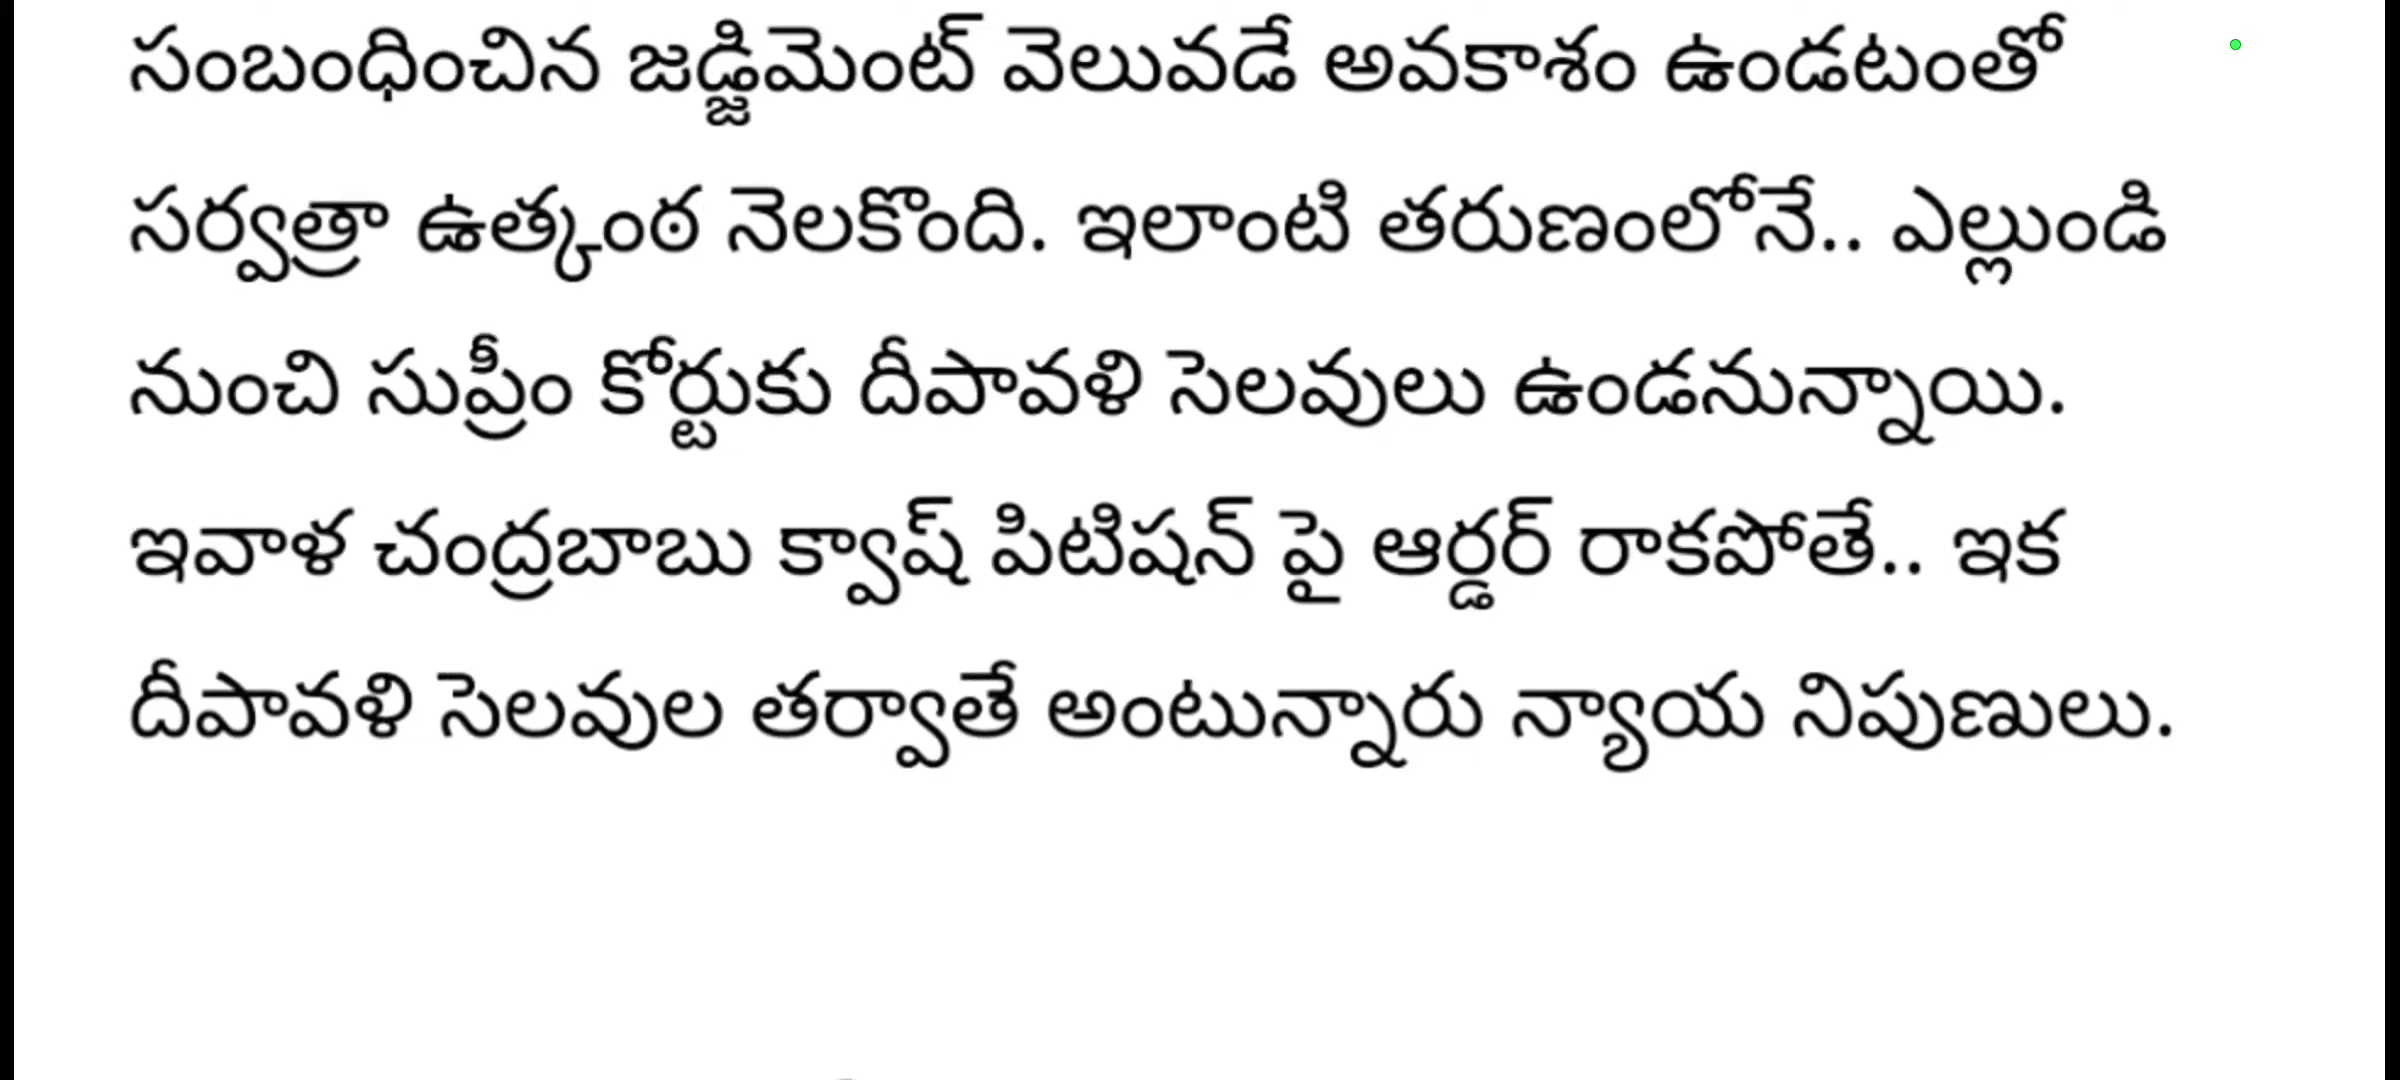 సంబంధించిన జడ్జిమెంట్ వెలువడే అవకాశం ఉండటంతో
సర్వత్రా ఉత్కంఠ నెలకొంది. ఇలాంటి తరుణంలోనే.. ఎల్లుండి
నుంచి సుప్రీం కోర్టుకు దీపావళి సెలవులు ఉండనున్నాయి.
ఇవాళ చంద్రబాబు క్వాష్ పిటిషన్ పై ఆర్డర్ రాకపోతే.. ఇక
దీపావళి సెలవుల తర్వాతే అంటున్నారు న్యాయ నిపుణులు.